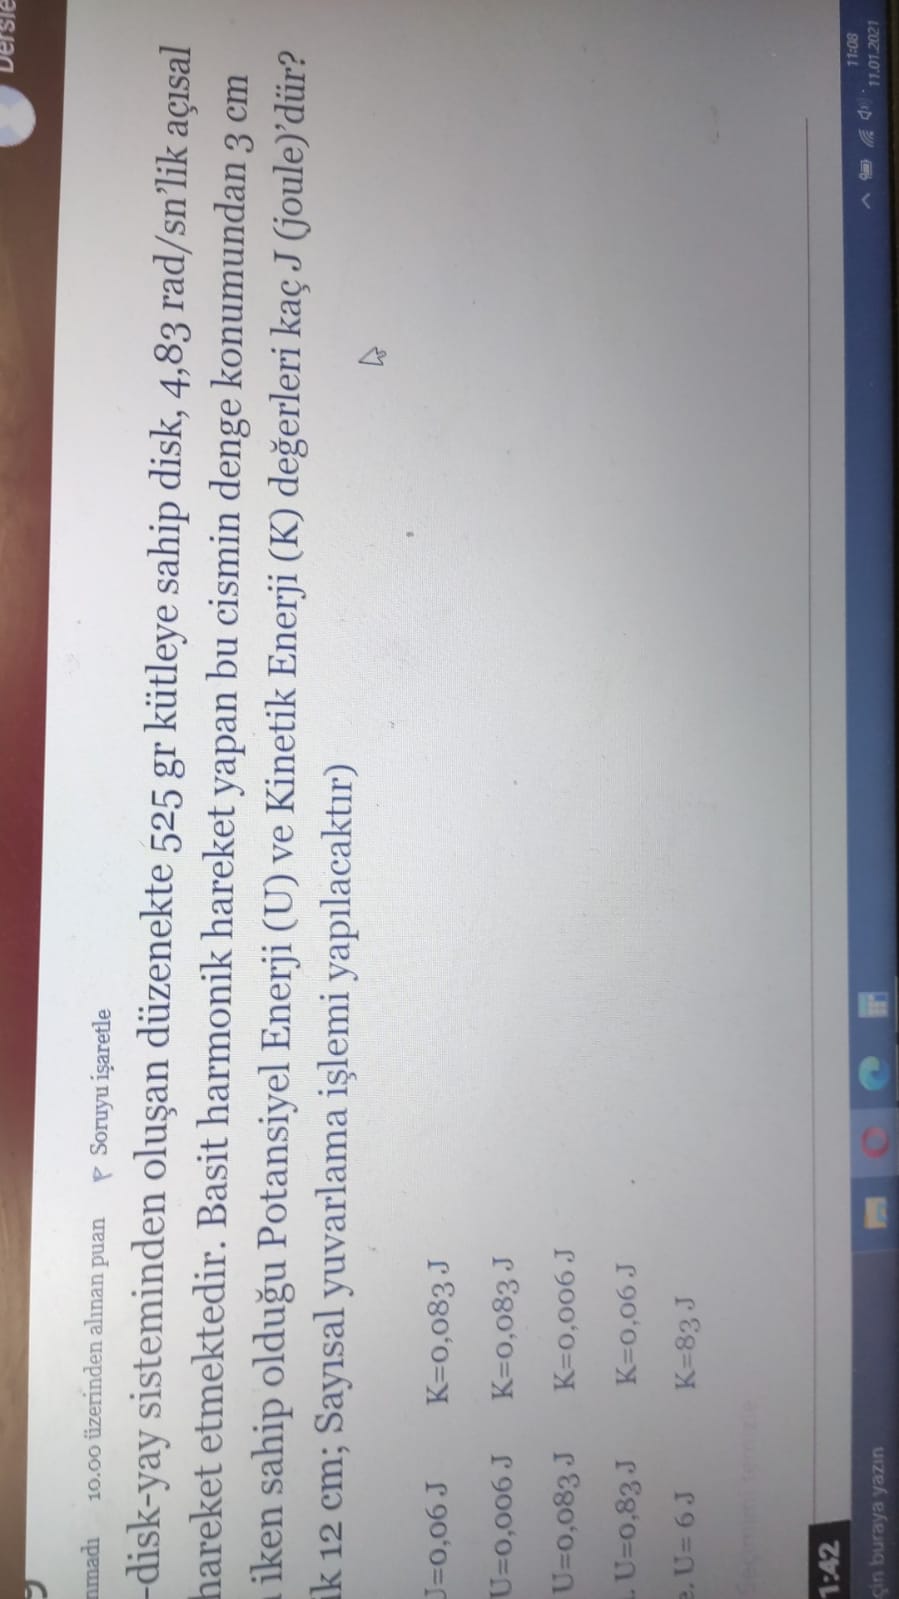 Dersle
nmadı
10.00 üzerinden alınan puan
Soruyu işaretle
-disk-yay sisteminden oluşan düzenekte 525 gr kütleye sahip disk, 4,83 rad/sn'lik açısal
hareket etmektedir. Basit harmonik hareket yapan bu cismin denge konumundan 3 cm
iken sahip olduğu Potansiyel Enerji (U) ve Kinetik Enerji (K) değerleri kaç J (joule)'dür?
ik 12 cm; Sayısal yuvarlama işlemi yapılacaktır)
U=0,06 J K=0,083 J
U=0,006 J K=0,083 J
U=0,083 J K=0,006 J
. U=0,83 J K=0,06 J
e. U= 6 J K=83 J
Seçimimi temizle
1:42
çin buraya yazın
11:08
11.01.2021